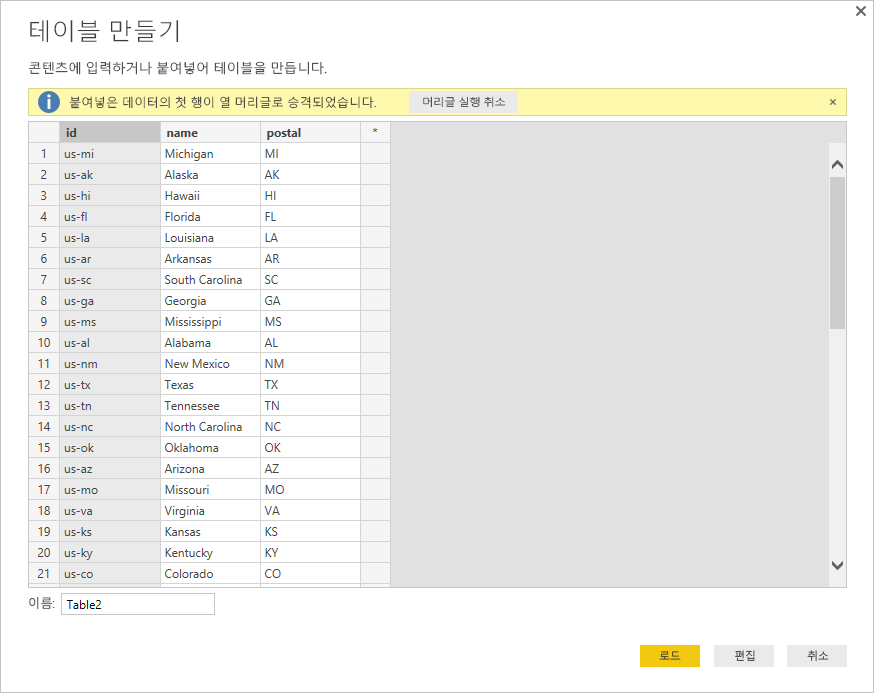 테이블 만들기
콘텐츠에 입력하거나 붙여넣어 테이블을 만듭니다.
붙여넣은 데이터의 첫 행이 열 머리글로 승격되었습니다. 머리글 실행 취소
id name postal *
1 us-mi Michigan MI
2 us-ak Alaska AK
3 us-hi Hawaii HI
4 us-fl Florida FL
5 us-la Louisiana LA
6 us-ar Arkansas AR
7 us-sc South Carolina SC
8 us-ga Georgia GA
9 us-ms Mississippi MS
10 us-al Alabama AL
11 us-nm New Mexico NM
12 us-tx Texas TX
13 us-tn Tennessee TN
14 us-nc North Carolina NC
15 us-ok Oklahoma OK
16 us-az Arizona AZ
17 us-mo Missouri MO
18 us-va Virginia VA
19 us-ks Kansas KS
20 us-ky Kentucky KY
21 us-co Colorado CO
이름: Table2
로드 편집 취소